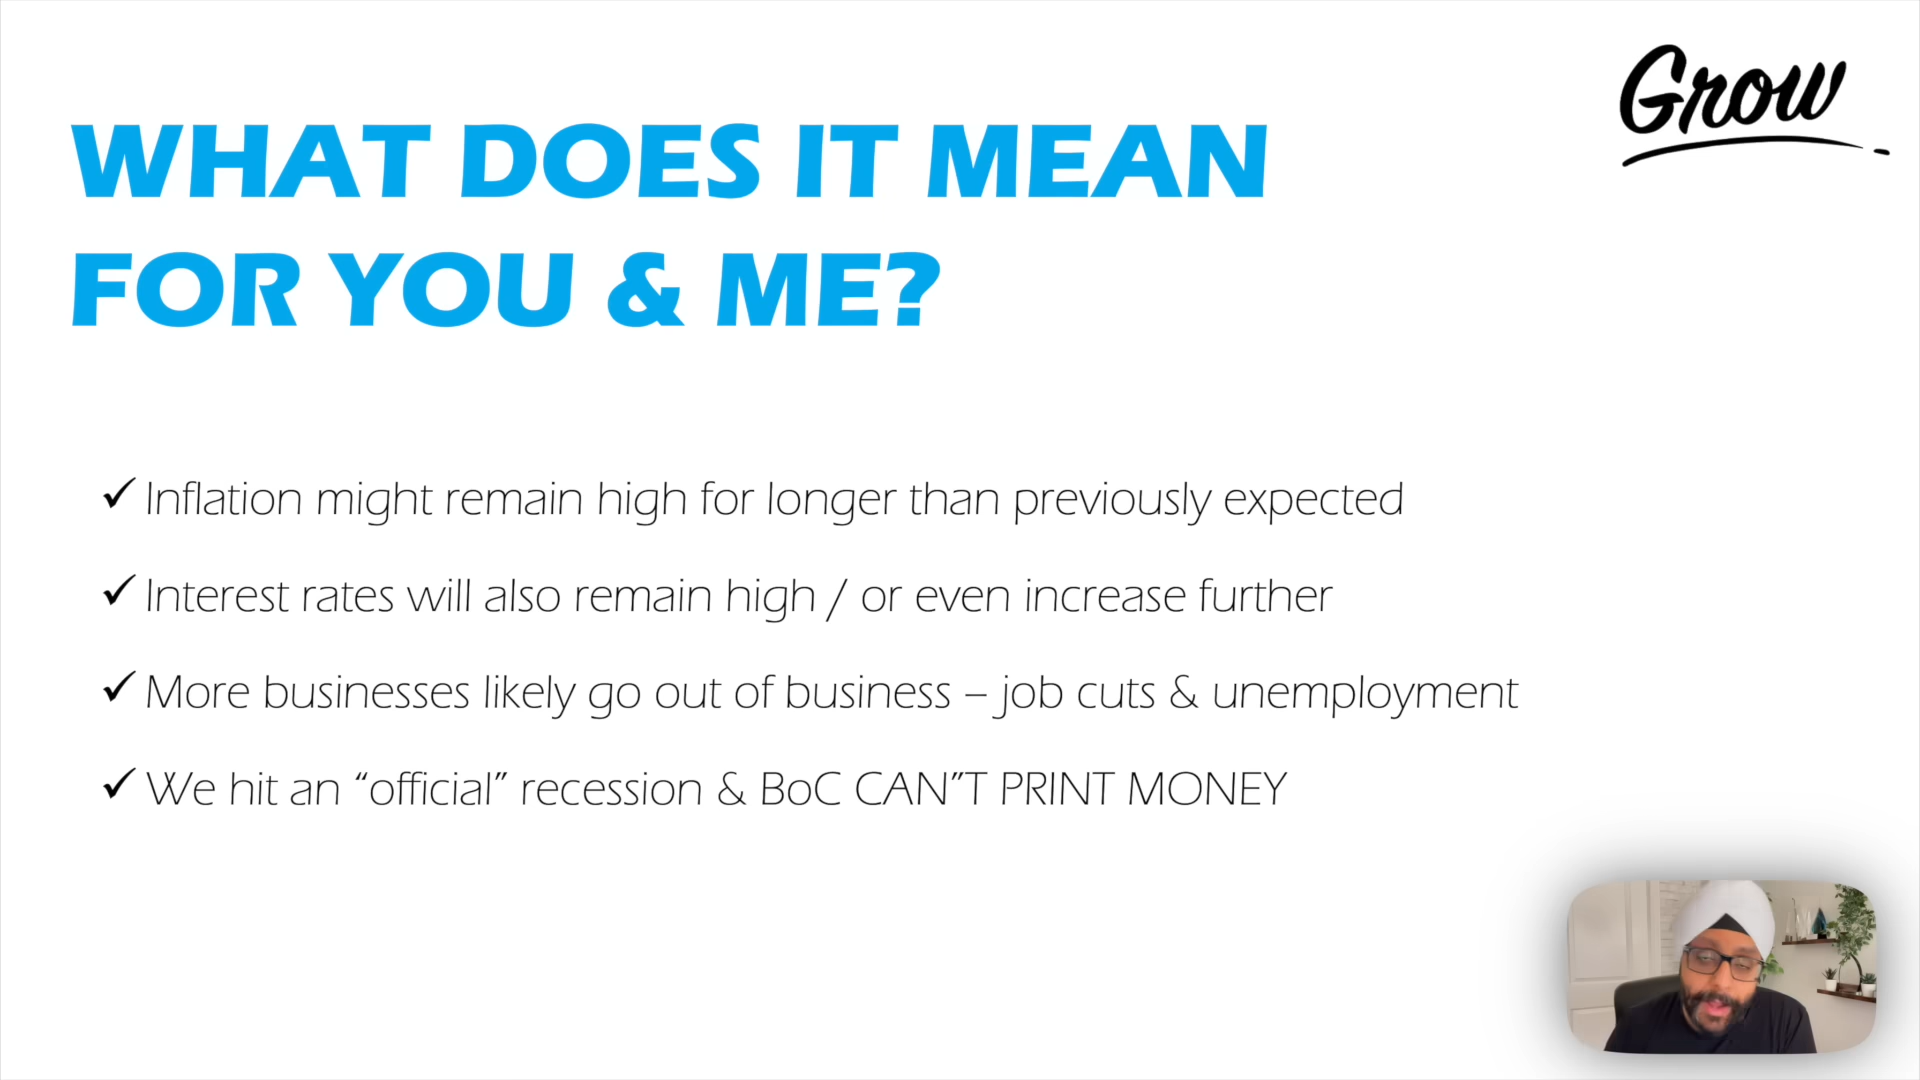 Grow
WHAT DOES IT MEAN
FOR YOU & ME?
✓ Inflation might remain high for longer than previously expected
✓ Interest rates will also remain high / or even increase further
✓ More businesses likely go out of business – job cuts & unemployment
✓ We hit an “official” recession & BoC CAN”T PRINT MONEY